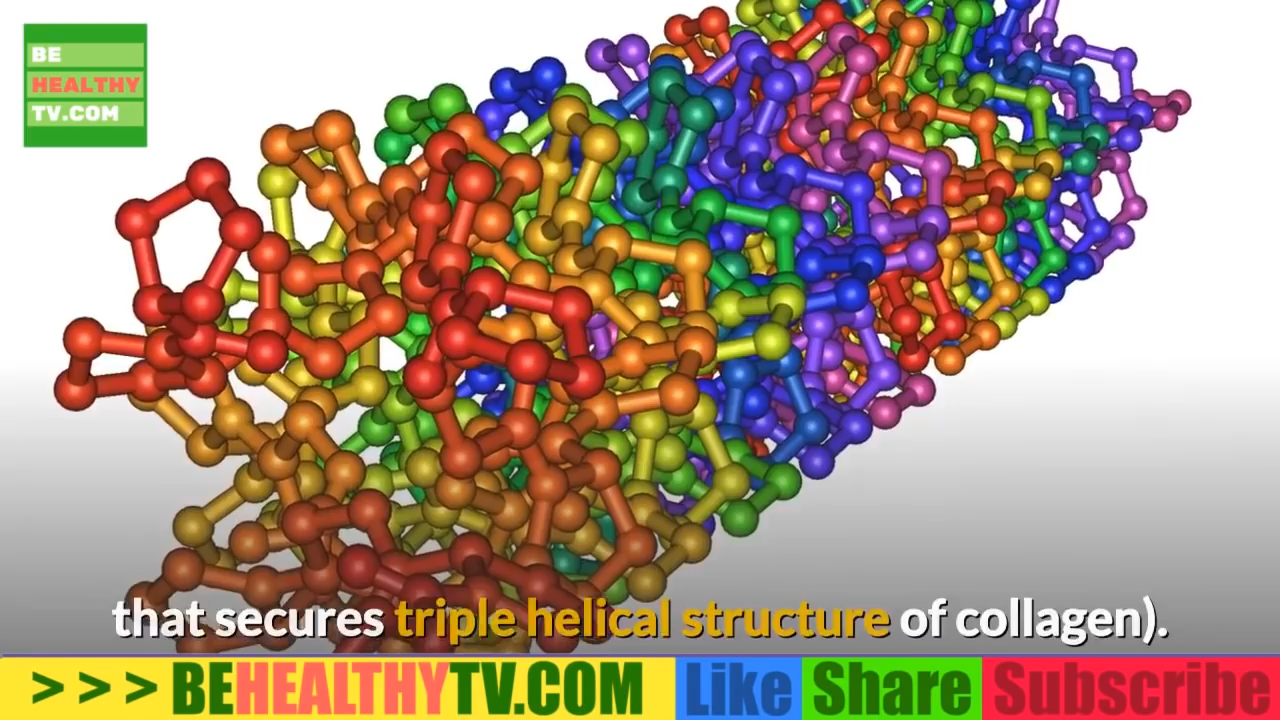 BE
HEALTHY
TV.COM
that secures triple helical structure of collagen).
> > > BEHEALTHYTV.COM Like Share Subscribe